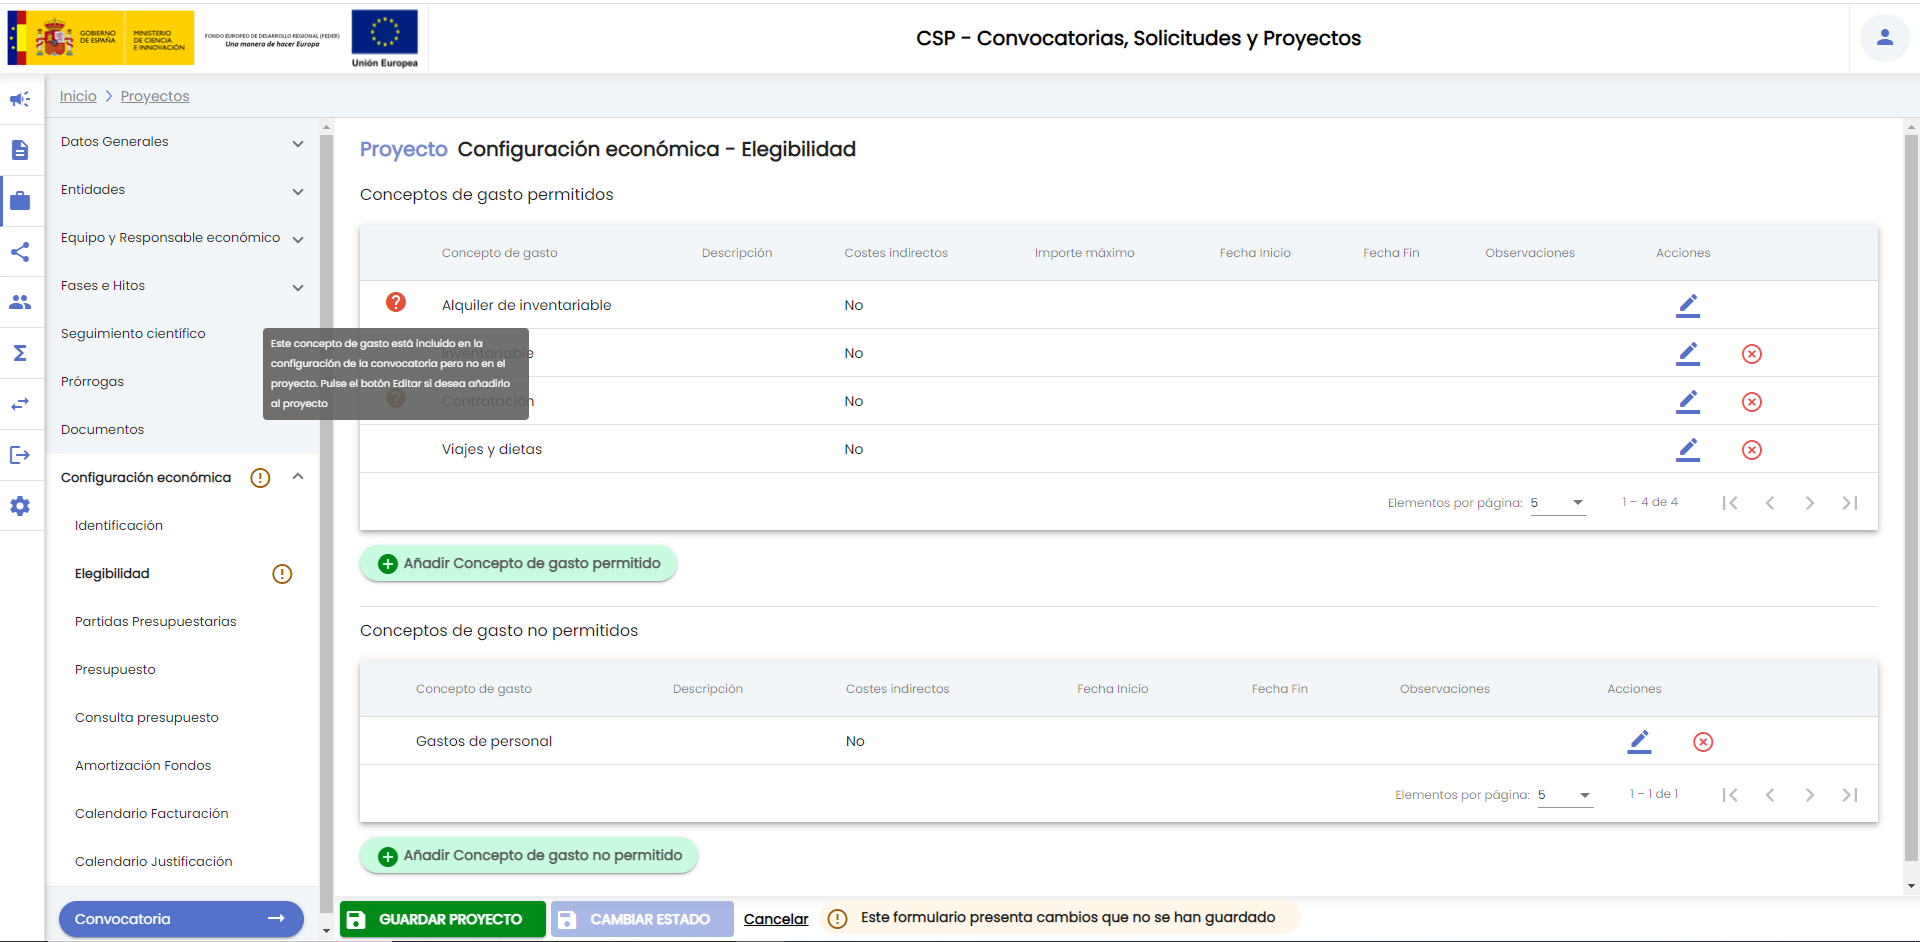 GOBIERNO
DE ESPAÑA
MINISTERIO
DE CIENCIA
E INNOVACIÓN
FONDO EUROPEO DE DESARROLLO REGIONAL (FEDER)
Una manera de hacer Europa
Unión Europea
CSP - Convocatorias, Solicitudes y Proyectos
Inicio > Proyectos
Datos Generales
Entidades
Equipo y Responsable económico
Fases e Hitos
Seguimiento científico
Prórrogas
Documentos
Configuración económica
Identificación
Elegibilidad
Partidas Presupuestarias
Presupuesto
Consulta presupuesto
Amortización Fondos
Calendario Facturación
Calendario Justificación
Convocatoria
Proyecto Configuración económica - Elegibilidad
Conceptos de gasto permitidos
Concepto de gasto Descripción Costes indirectos Importe máximo Fecha Inicio Fecha Fin Observaciones Acciones
Alquiler de inventariable No
Inventariable No
Contratación No
Viajes y dietas No
Este concepto de gasto está incluido en la
configuración de la convocatoria pero no en el
proyecto. Pulse el botón Editar si desea añadirlo
al proyecto
Elementos por página: 5 1 – 4 de 4
Añadir Concepto de gasto permitido
Conceptos de gasto no permitidos
Concepto de gasto Descripción Costes indirectos Fecha Inicio Fecha Fin Observaciones Acciones
Gastos de personal No
Elementos por página: 5 1 – 1 de 1
Añadir Concepto de gasto no permitido
GUARDAR PROYECTO CAMBIAR ESTADO Cancelar Este formulario presenta cambios que no se han guardado